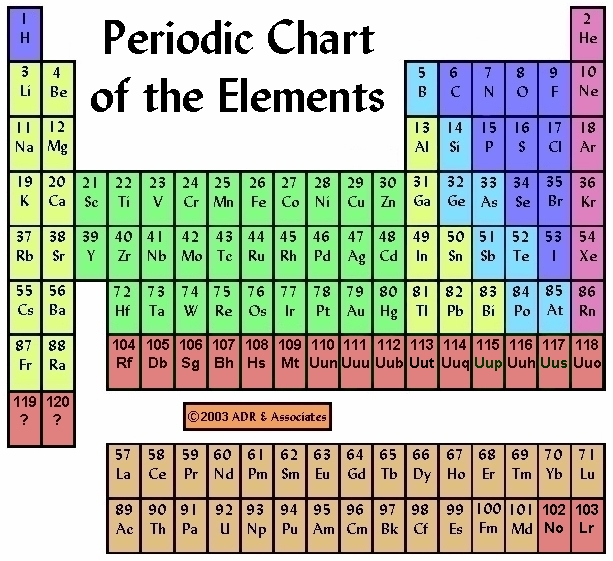 Periodic Chart
of the Elements
1 2
H He
3 4 5 6 7 8 9 10
Li Be B C N O F Ne
11 12 13 14 15 16 17 18
Na Mg Al Si P S Cl Ar
19 20 21 22 23 24 25 26 27 28 29 30 31 32 33 34 35 36
K Ca Sc Ti V Cr Mn Fe Co Ni Cu Zn Ga Ge As Se Br Kr
37 38 39 40 41 42 43 44 45 46 47 48 49 50 51 52 53 54
Rb Sr Y Zr Nb Mo Tc Ru Rh Pd Ag Cd In Sn Sb Te I Xe
55 56 72 73 74 75 76 77 78 79 80 81 82 83 84 85 86
Cs Ba Hf Ta W Re Os Ir Pt Au Hg Tl Pb Bi Po At Rn
87 88 104 105 106 107 108 109 110 111 112 113 114 115 116 117 118
Fr Ra Rf Db Sg Bh Hs Mt Uun Uuu Uub Uut Uuq Uup Uuh Uus Uuo
119 120
? ?
©2003 ADR & Associates
57 58 59 60 61 62 63 64 65 66 67 68 69 70 71
La Ce Pr Nd Pm Sm Eu Gd Tb Dy Ho Er Tm Yb Lu
89 90 91 92 93 94 95 96 97 98 99 100 101 102 103
Ac Th Pa U Np Pu Am Cm Bk Cf Es Fm Md No Lr